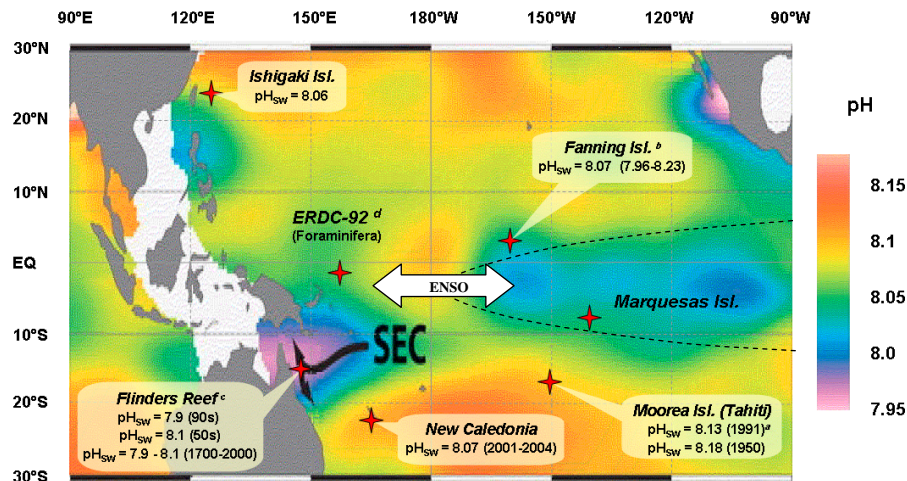 90°E 120°E 150°E 180° -150°W -120°W 90°W
30°N
20°N
10°N
EQ
10°S
20°S
30°S
Ishigaki Isl.
pHSW = 8.06
Fanning Isl. b
pHSW = 8.07 (7.96-8.23)
ERDC-92 d
(Foraminifera)
ENSO
Marquesas Isl.
SEC
Flinders Reef c
pHSW = 7.9 (90s)
pHSW = 8.1 (50s)
pHSW = 7.9 - 8.1 (1700-2000)
New Caledonia
pHSW = 8.07 (2001-2004)
Moorea Isl. (Tahiti)
pHSW = 8.13 (1991)a
pHSW = 8.18 (1950)
pH
8.15
8.1
8.05
8.0
7.95